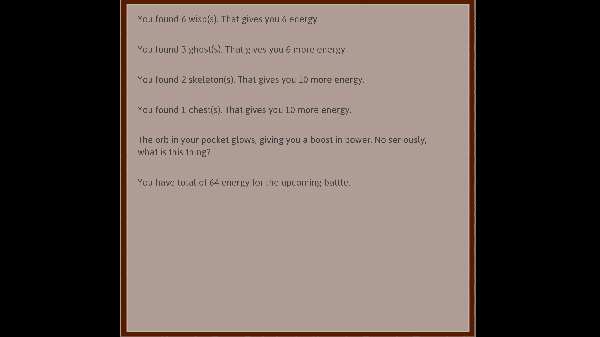 You found 6 wisp(s). That gives you 6 energy.
You found 3 ghost(s). That gives you 6 more energy.
You found 2 skeleton(s). That gives you 10 more energy.
You found 1 chest(s). That gives you 10 more energy.
The orb in your pocket glows, giving you a boost in power. No seriously,
what is this thing?
You have total of 64 energy for the upcoming battle.